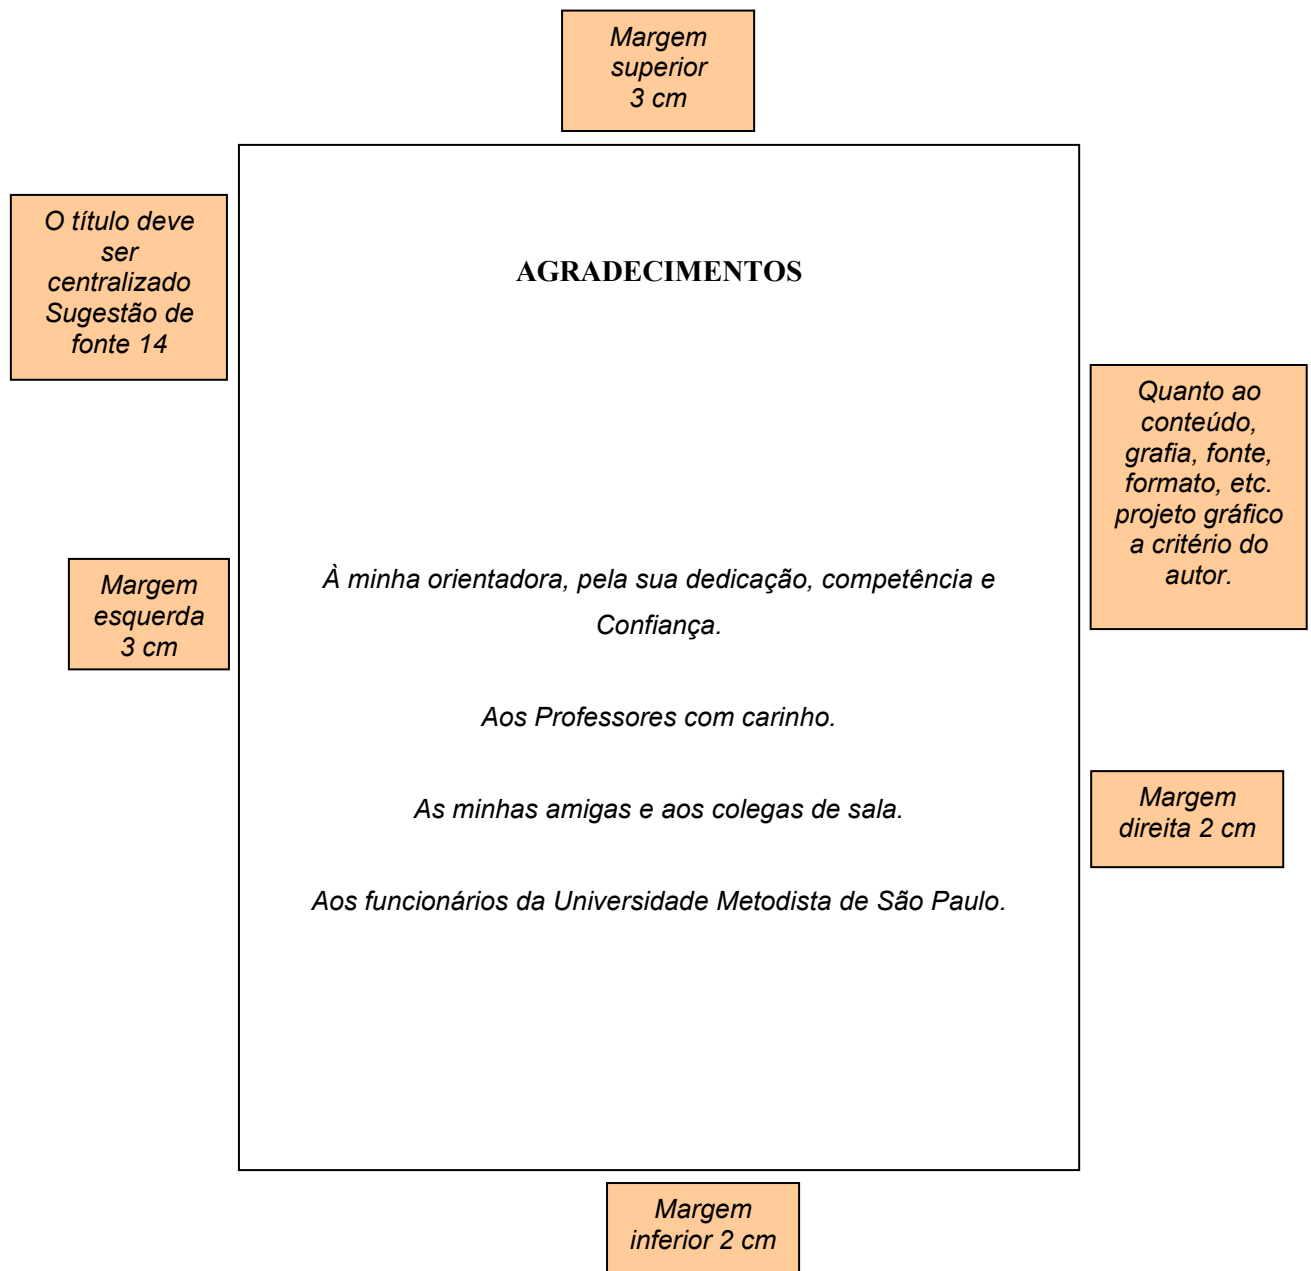 Margem
superior
3 cm
O título deve
ser
centralizado
Sugestão de
fonte 14
AGRADECIMENTOS
Quanto ao
conteúdo,
grafia, fonte,
formato, etc.
projeto gráfico
a critério do
autor.
Margem
esquerda
3 cm
À minha orientadora, pela sua dedicação, competência e
Confiança.
Aos Professores com carinho.
As minhas amigas e aos colegas de sala.
Margem
direita 2 cm
Aos funcionários da Universidade Metodista de São Paulo.
Margem
inferior 2 cm